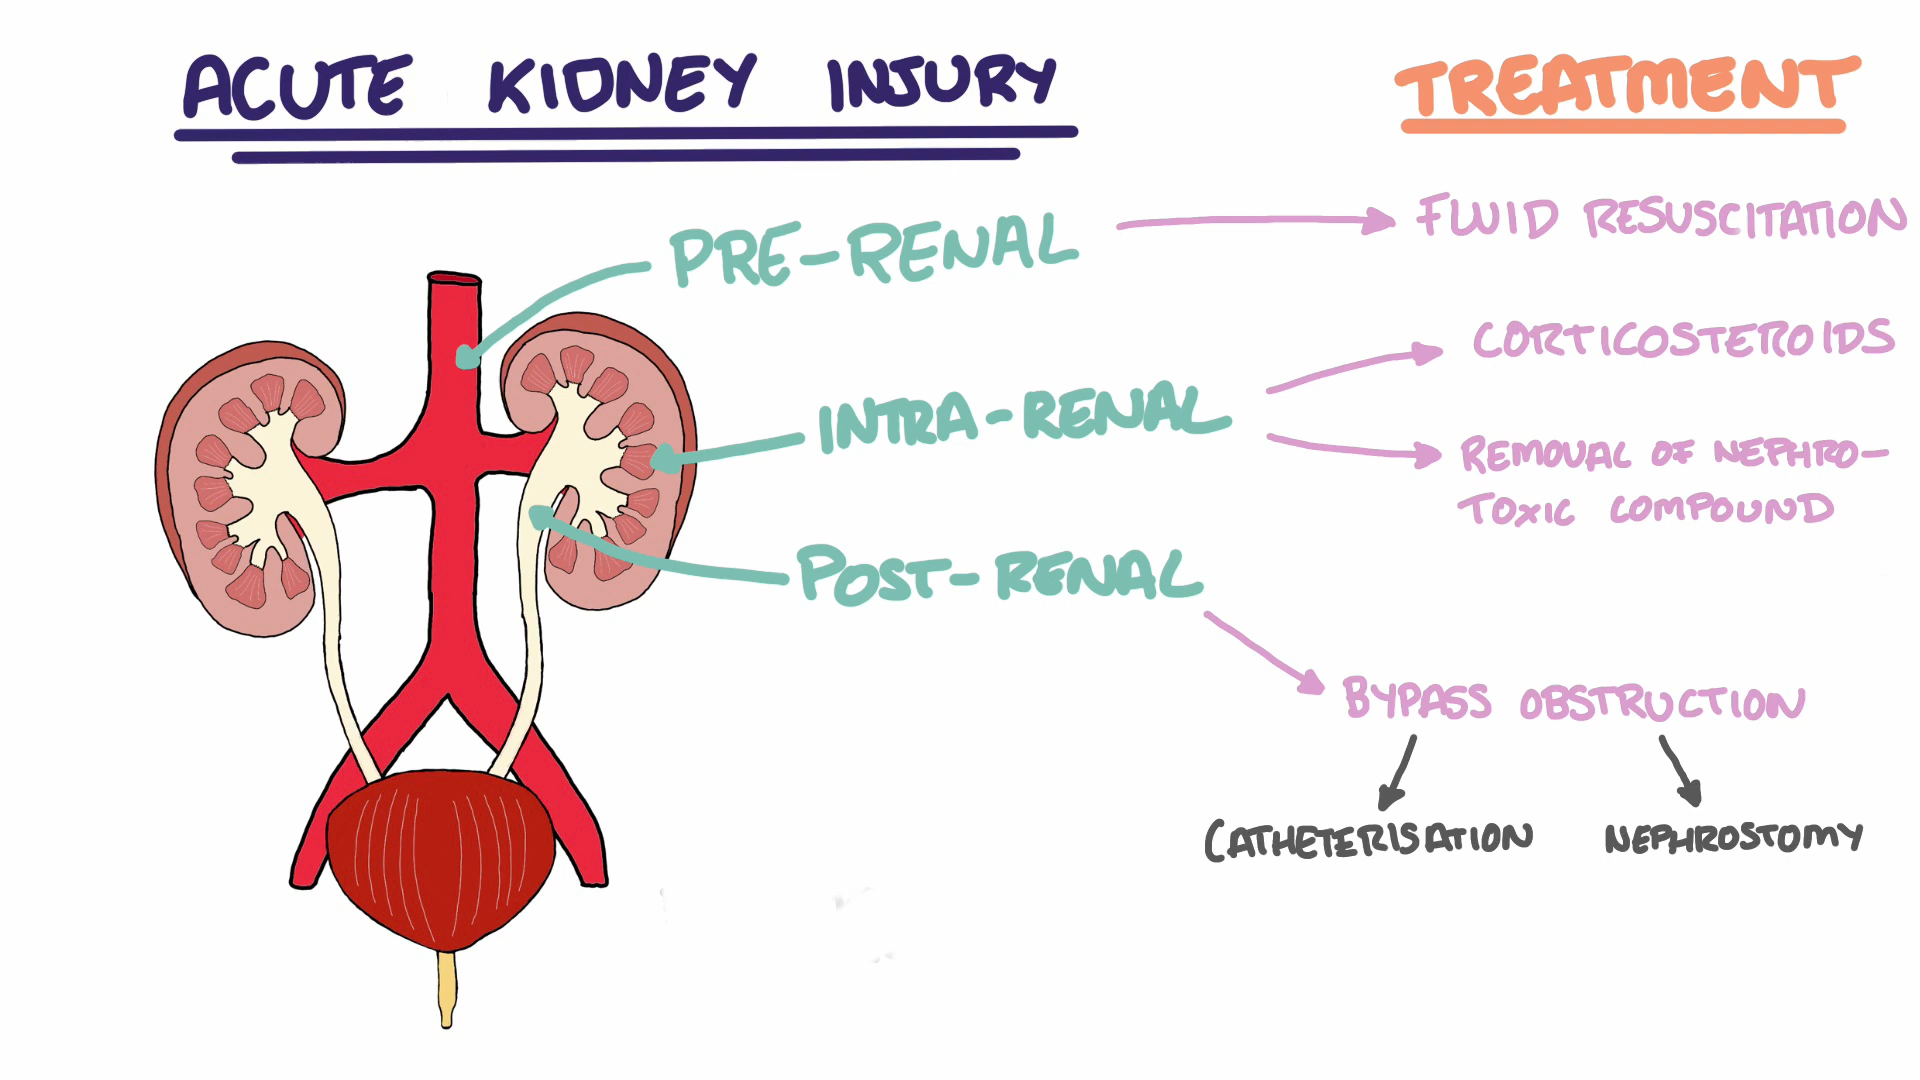 ACUTE KIDNEY INJURY
TREATMENT
PRE-RENAL
FLUID RESUSCITATION
INTRA-RENAL
CORTICOSTEROIDS
REMOVAL OF NEPHRO-
TOXIC COMPOUND
POST-RENAL
BYPASS OBSTRUCTION
CATHETERISATION
NEPHROSTOMY